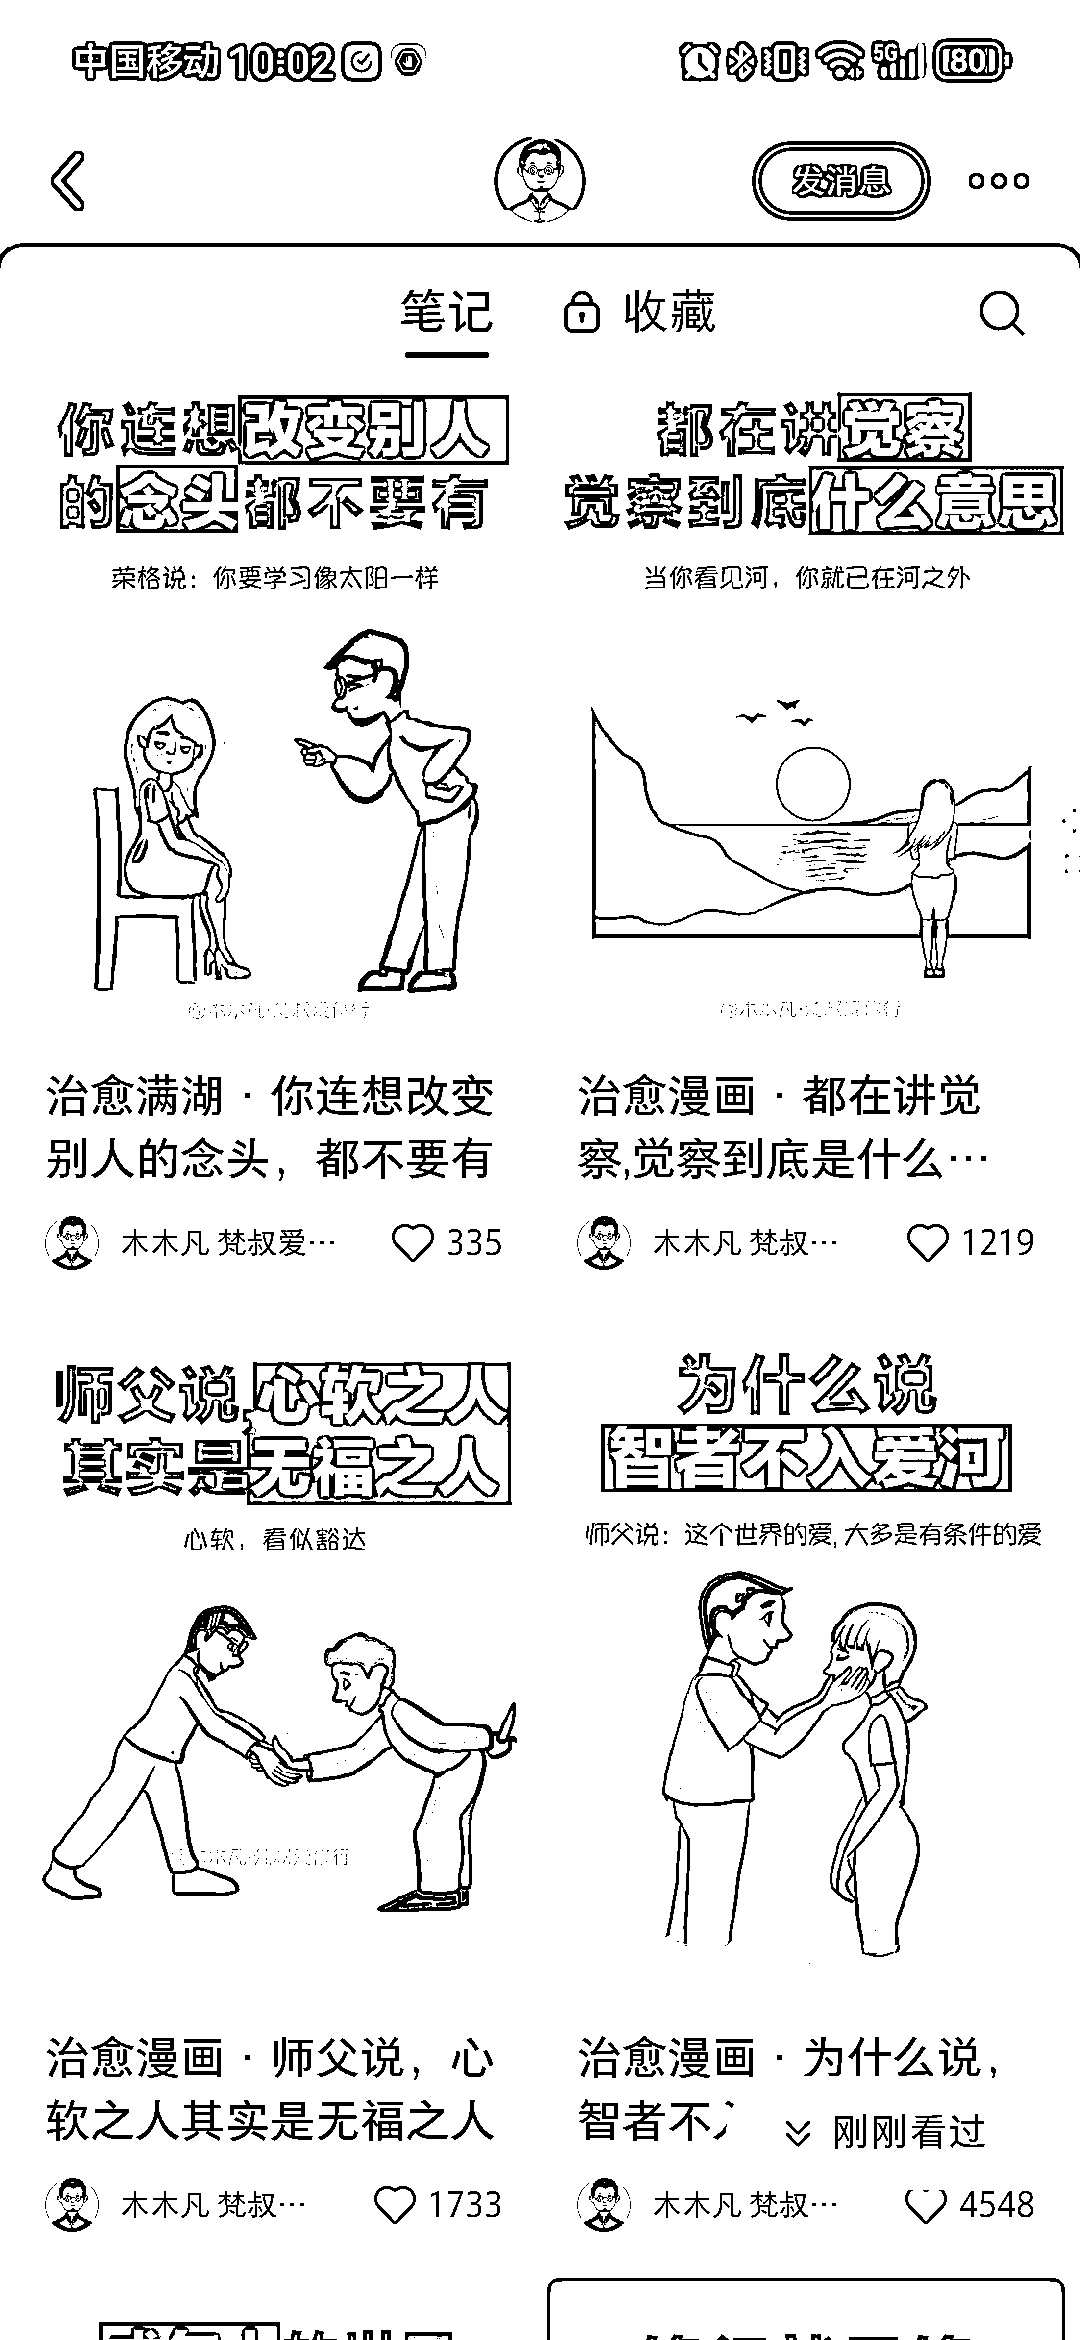 中国移动 10:02
5G 80
发消息
笔记 收藏
你连想改变别人
的念头都不要有
荣格说：你要学习像太阳一样
治愈满湖·你连想改变
别人的念头，都不要有
木木凡 梵叔爱… 335
都在讲觉察
觉察到底什么意思
当你看见河，你就已在河之外
治愈漫画·都在讲觉
察,觉察到底是什么…
木木凡 梵叔… 1219
师父说心软之人
其实是无福之人
心软，看似豁达
治愈漫画·师父说，心
软之人其实是无福之人
木木凡 梵叔… 1733
为什么说
智者不入爱河
师父说：这个世界的爱,大多是有条件的爱
治愈漫画·为什么说，
智者不
刚刚看过
木木凡 梵叔… 4548